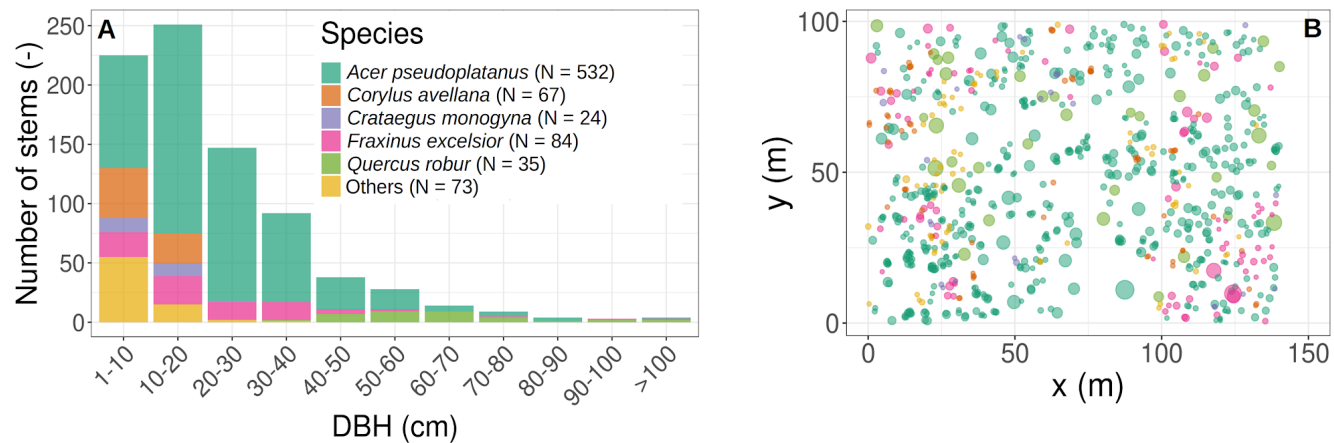 A
Number of stems (-)
250
200
150
100
50
0
Species
Acer pseudoplatanus (N = 532)
Corylus avellana (N = 67)
Crataegus monogyna (N = 24)
Fraxinus excelsior (N = 84)
Quercus robur (N = 35)
Others (N = 73)
1-10
10-20
20-30
30-40
40-50
50-60
60-70
70-80
80-90
90-100
>100
DBH (cm)
B
y (m)
100
50
0
0
50
100
150
x (m)